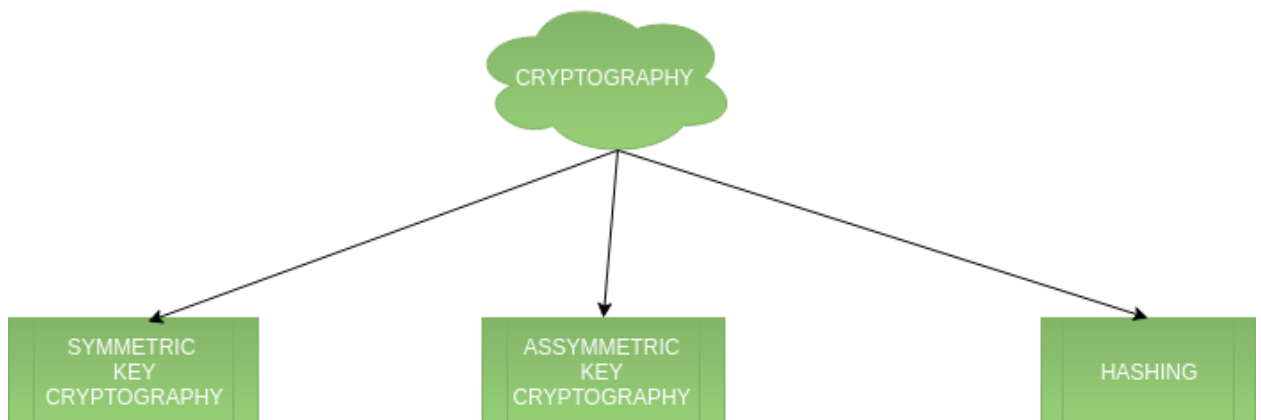 CRYPTOGRAPHY
SYMMETRIC
KEY
CRYPTOGRAPHY
ASSYMMETRIC
KEY
CRYPTOGRAPHY
HASHING